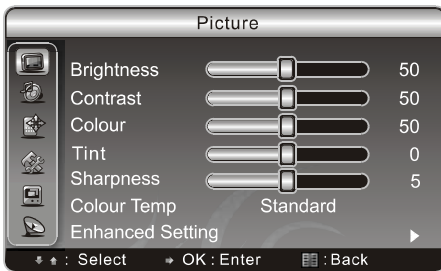 Picture
Brightness 50
Contrast 50
Colour 50
Tint 0
Sharpness 5
Colour Temp Standard
Enhanced Setting
: Select OK : Enter : Back